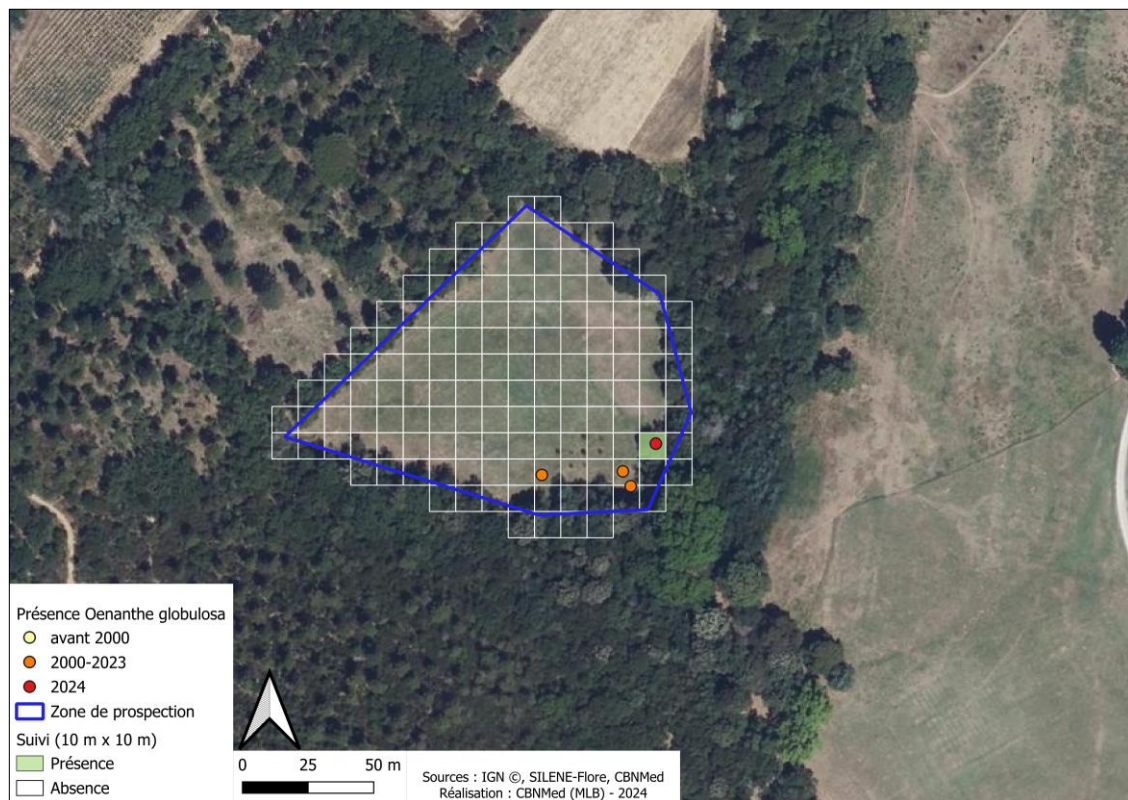 Présence Oenanthe globulosa
avant 2000
2000-2023
2024
Zone de prospection
Suivi (10 m x 10 m)
Présence
Absence
0 25 50 m
Sources : IGN ©, SILENE-Flore, CBNMed
Réalisation : CBNMed (MLB) - 2024